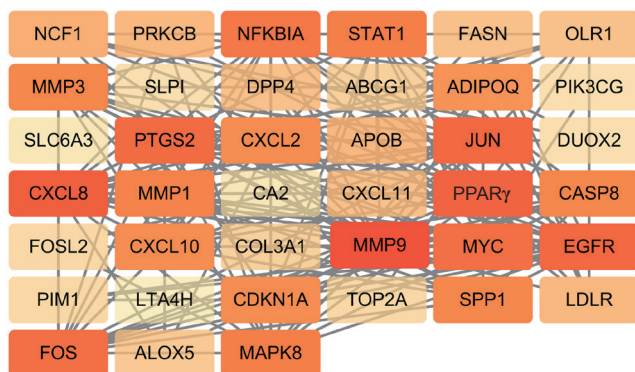 NCF1 PRKCB NFKBIA STAT1 FASN OLR1
MMP3 SLPI DPP4 ABCG1 ADIPOQ PIK3CG
SLC6A3 PTGS2 CXCL2 APOB JUN DUOX2
CXCL8 MMP1 CA2 CXCL11 PPARγ CASP8
FOSL2 CXCL10 COL3A1 MMP9 MYC EGFR
PIM1 LTA4H CDKN1A TOP2A SPP1 LDLR
FOS ALOX5 MAPK8